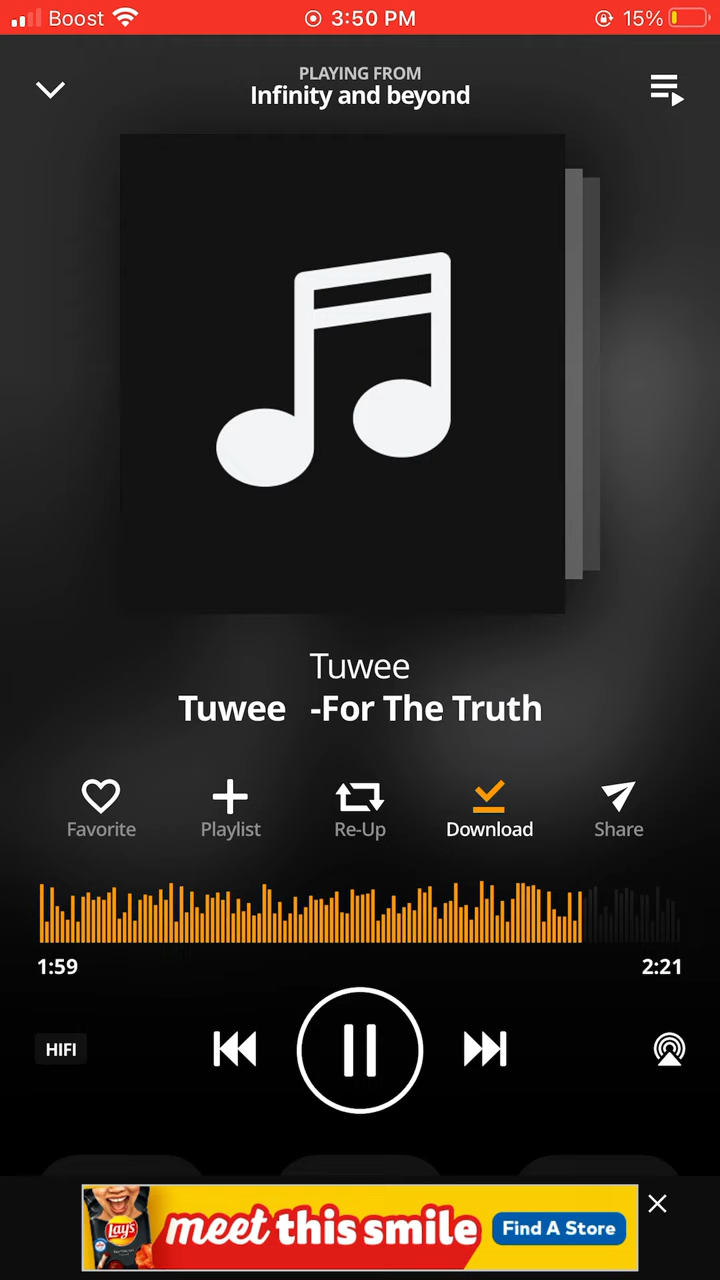 Boost 3:50 PM 15%
PLAYING FROM
Infinity and beyond
Tuwee
Tuwee -For The Truth
Favorite Playlist Re-Up Download Share
1:59 2:21
HIFI
Lay's meet this smile Find A Store